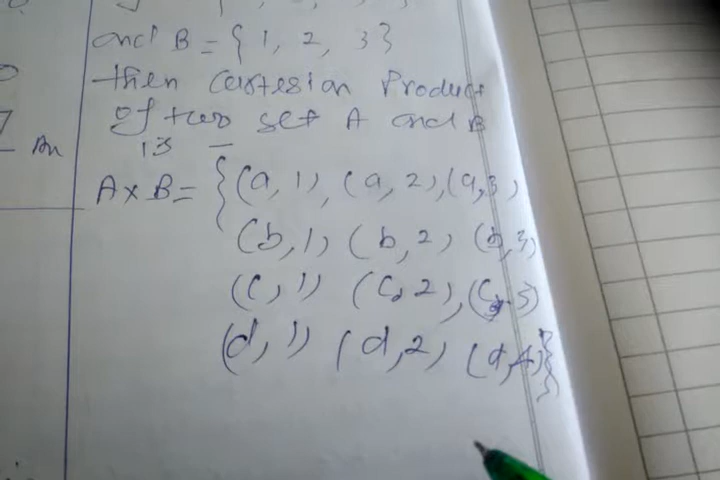 and B = { 1, 2, 3}
then Cartesian Product
of two set A and B
An
is –
A x B = { (a, 1), (a, 2), (a,3)
(b, 1) (b, 2) (b, 3)
(c, 1) (c, 2), (c, 3)
(d, 1) (d, 2) (d, 4)}